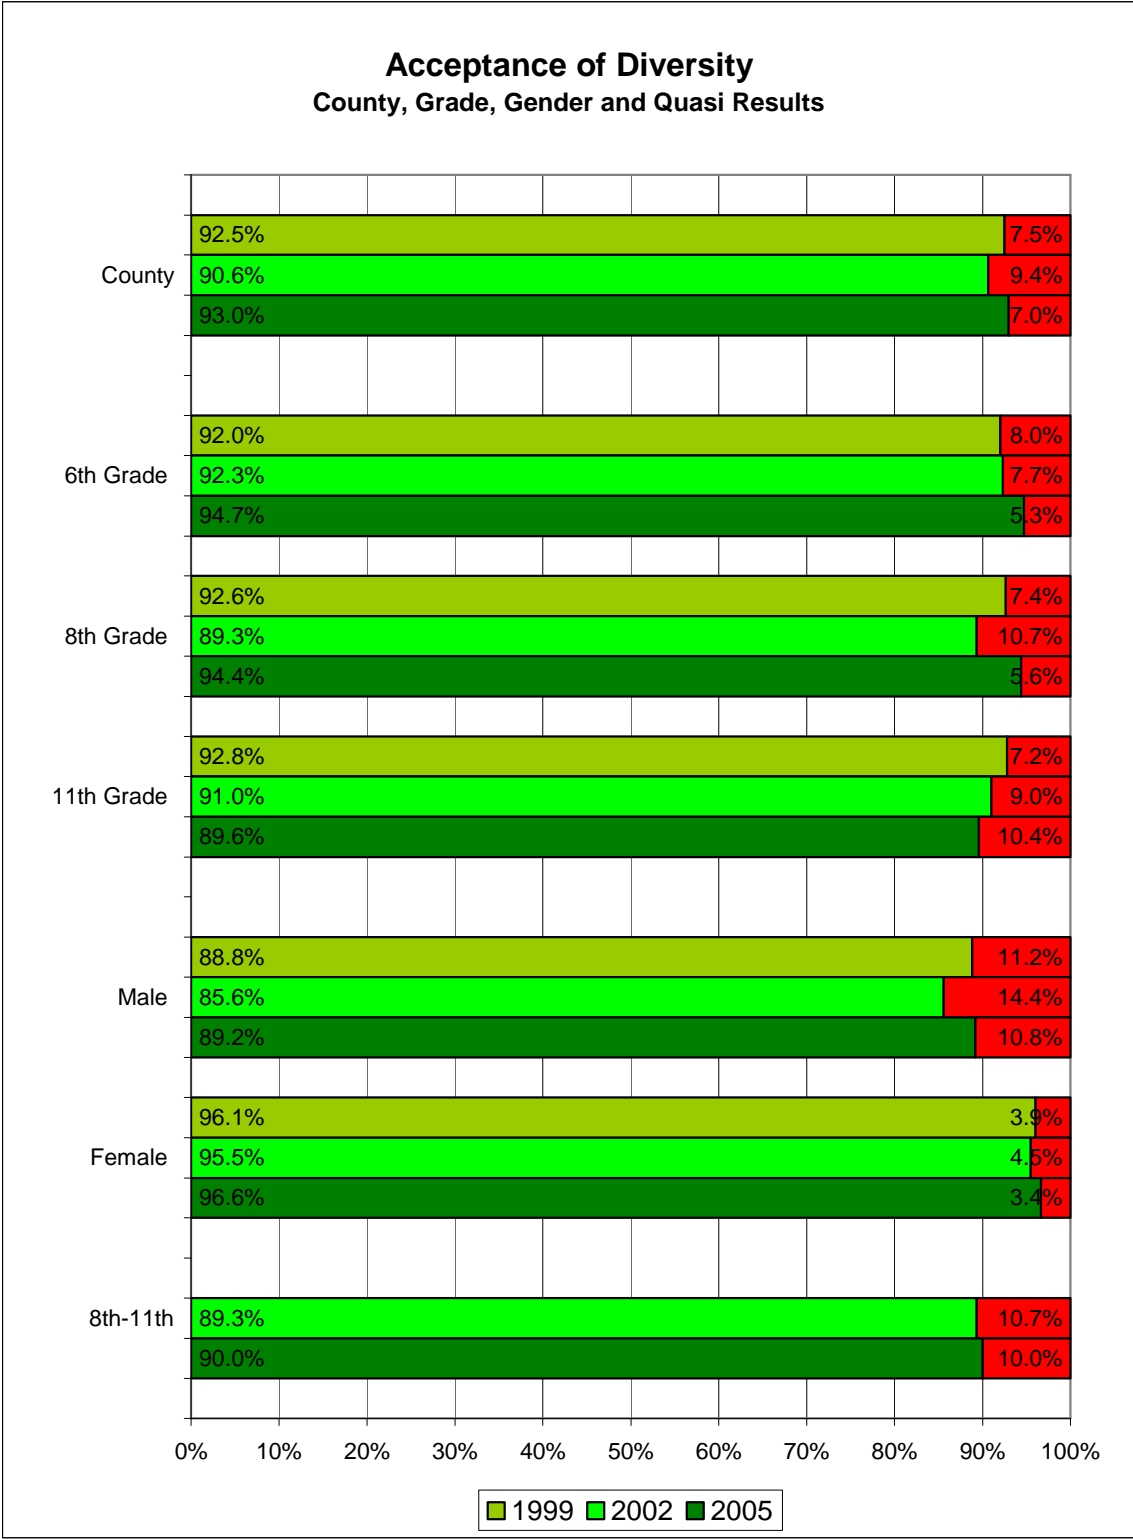 Acceptance of Diversity
County, Grade, Gender and Quasi Results
92.5% 7.5%
County 90.6% 9.4%
93.0% 7.0%
92.0% 8.0%
6th Grade 92.3% 7.7%
94.7% 5.3%
92.6% 7.4%
8th Grade 89.3% 10.7%
94.4% 5.6%
92.8% 7.2%
11th Grade 91.0% 9.0%
89.6% 10.4%
88.8% 11.2%
Male 85.6% 14.4%
89.2% 10.8%
96.1% 3.9%
Female 95.5% 4.5%
96.6% 3.4%
8th-11th 89.3% 10.7%
90.0% 10.0%
0% 10% 20% 30% 40% 50% 60% 70% 80% 90% 100%
1999 2002 2005